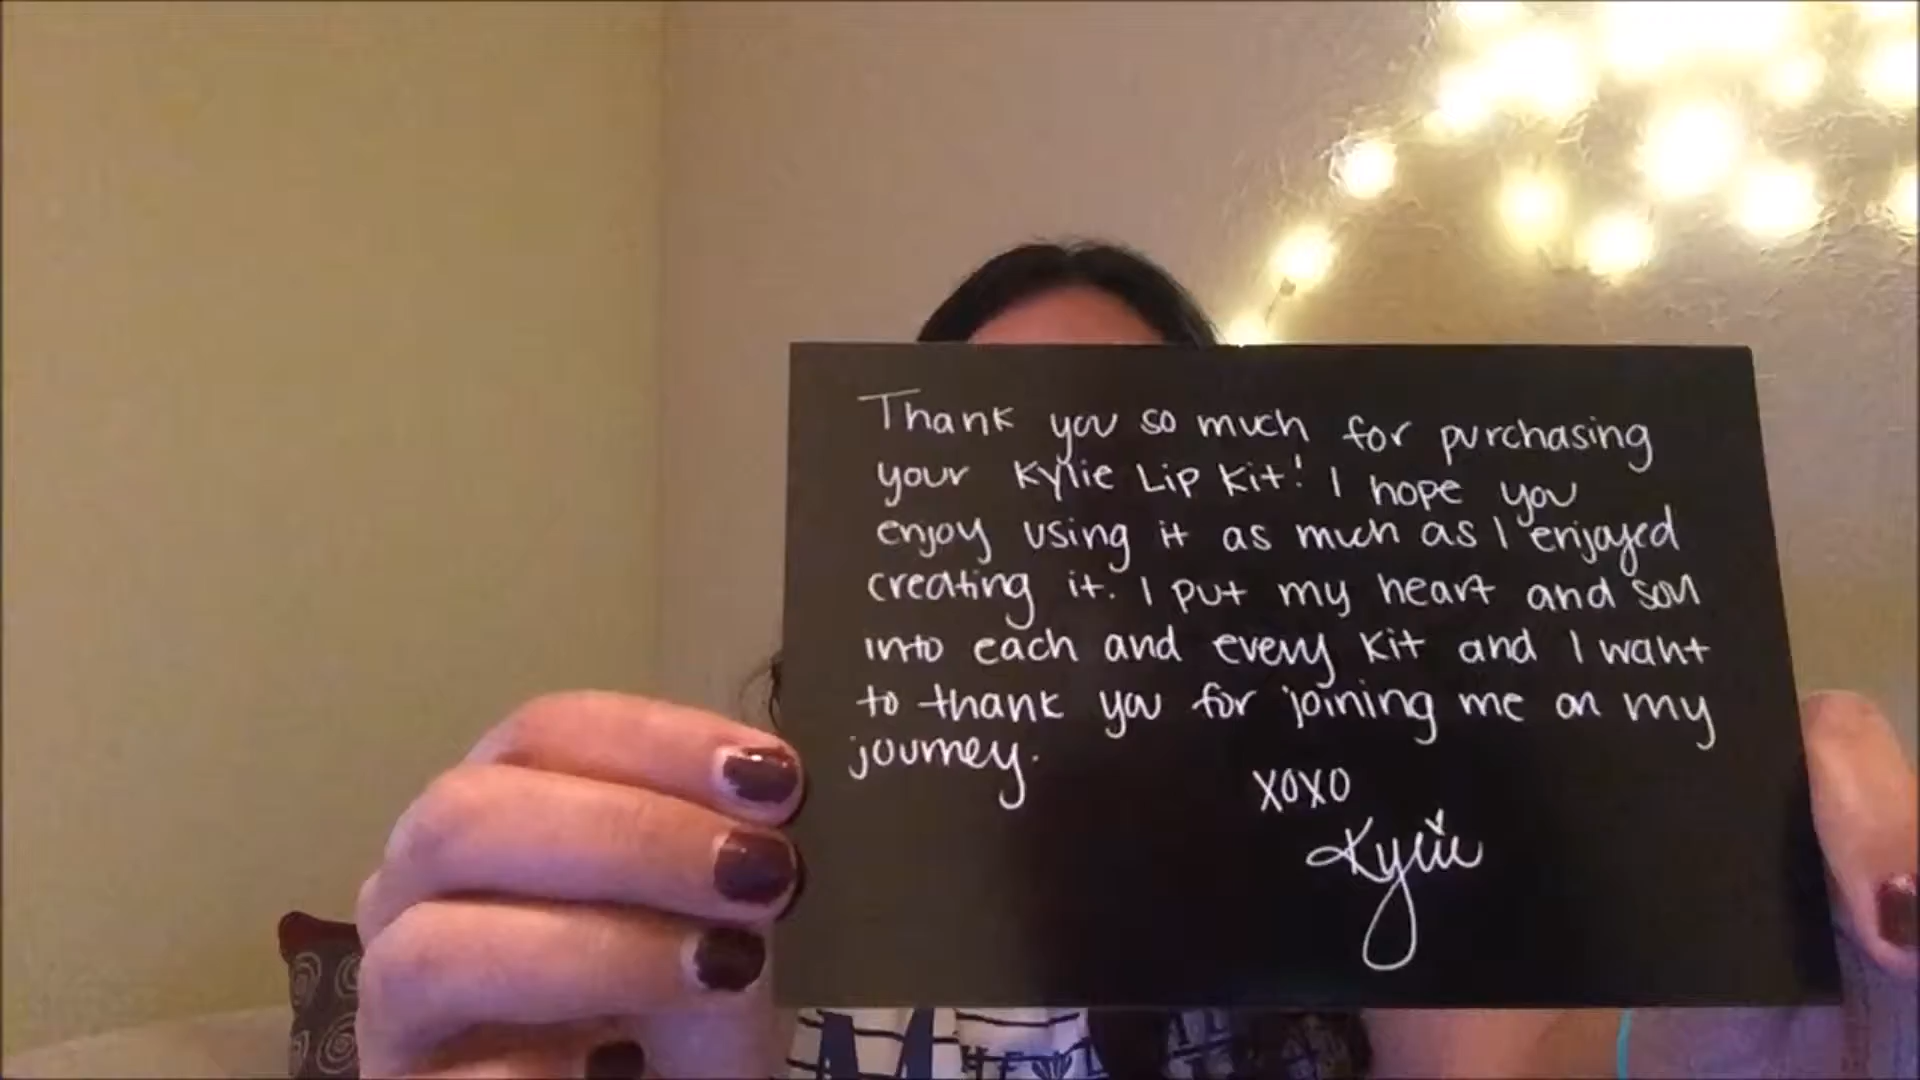 Thank you so much for purchasing
your Kylie Lip Kit! I hope you
enjoy using it as much as I enjoyed
creating it. I put my heart and soul
into each and every kit and I want
to thank you for joining me on my
journey.
xoxo
Kylie